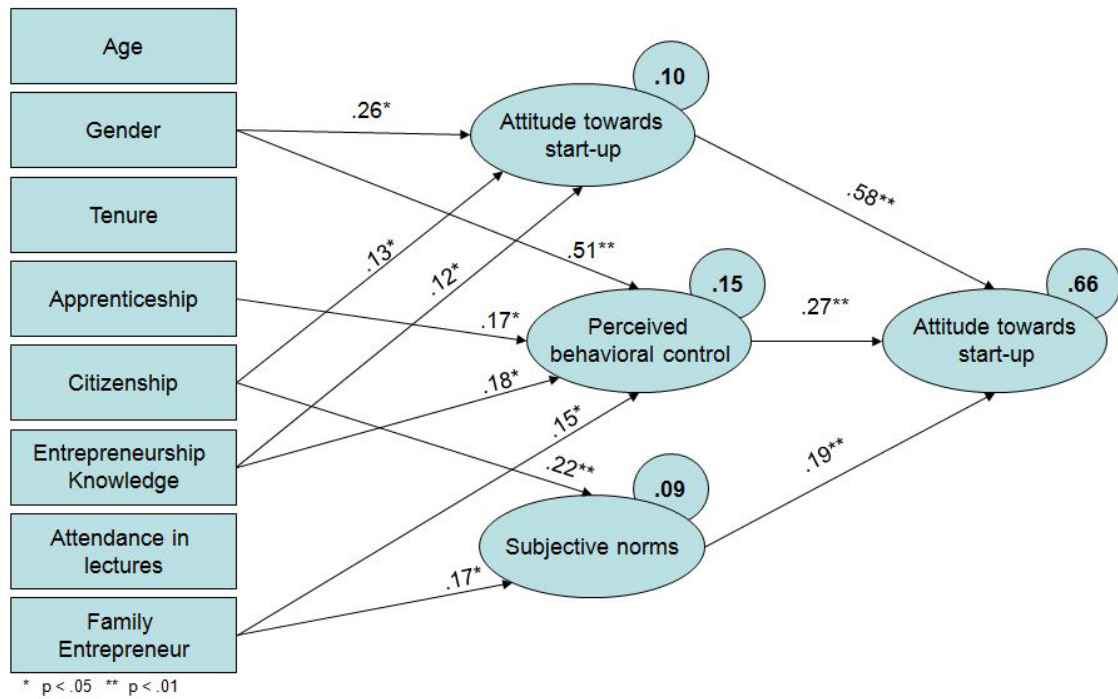 Age
Gender
Tenure
Apprenticeship
Citizenship
Entrepreneurship
Knowledge
Attendance in
lectures
Family
Entrepreneur
* p < .05 ** p < .01
.26*
.13*
.12*
.51**
.17*
.18*
.15*
.22**
.17*
.10
Attitude towards
start-up
.15
Perceived
behavioral control
.09
Subjective norms
.58**
.27**
.19**
.66
Attitude towards
start-up